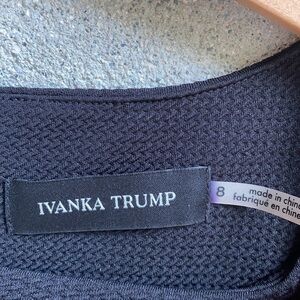 IVANKA TRUMP
8
made in china
fabriqué en chine